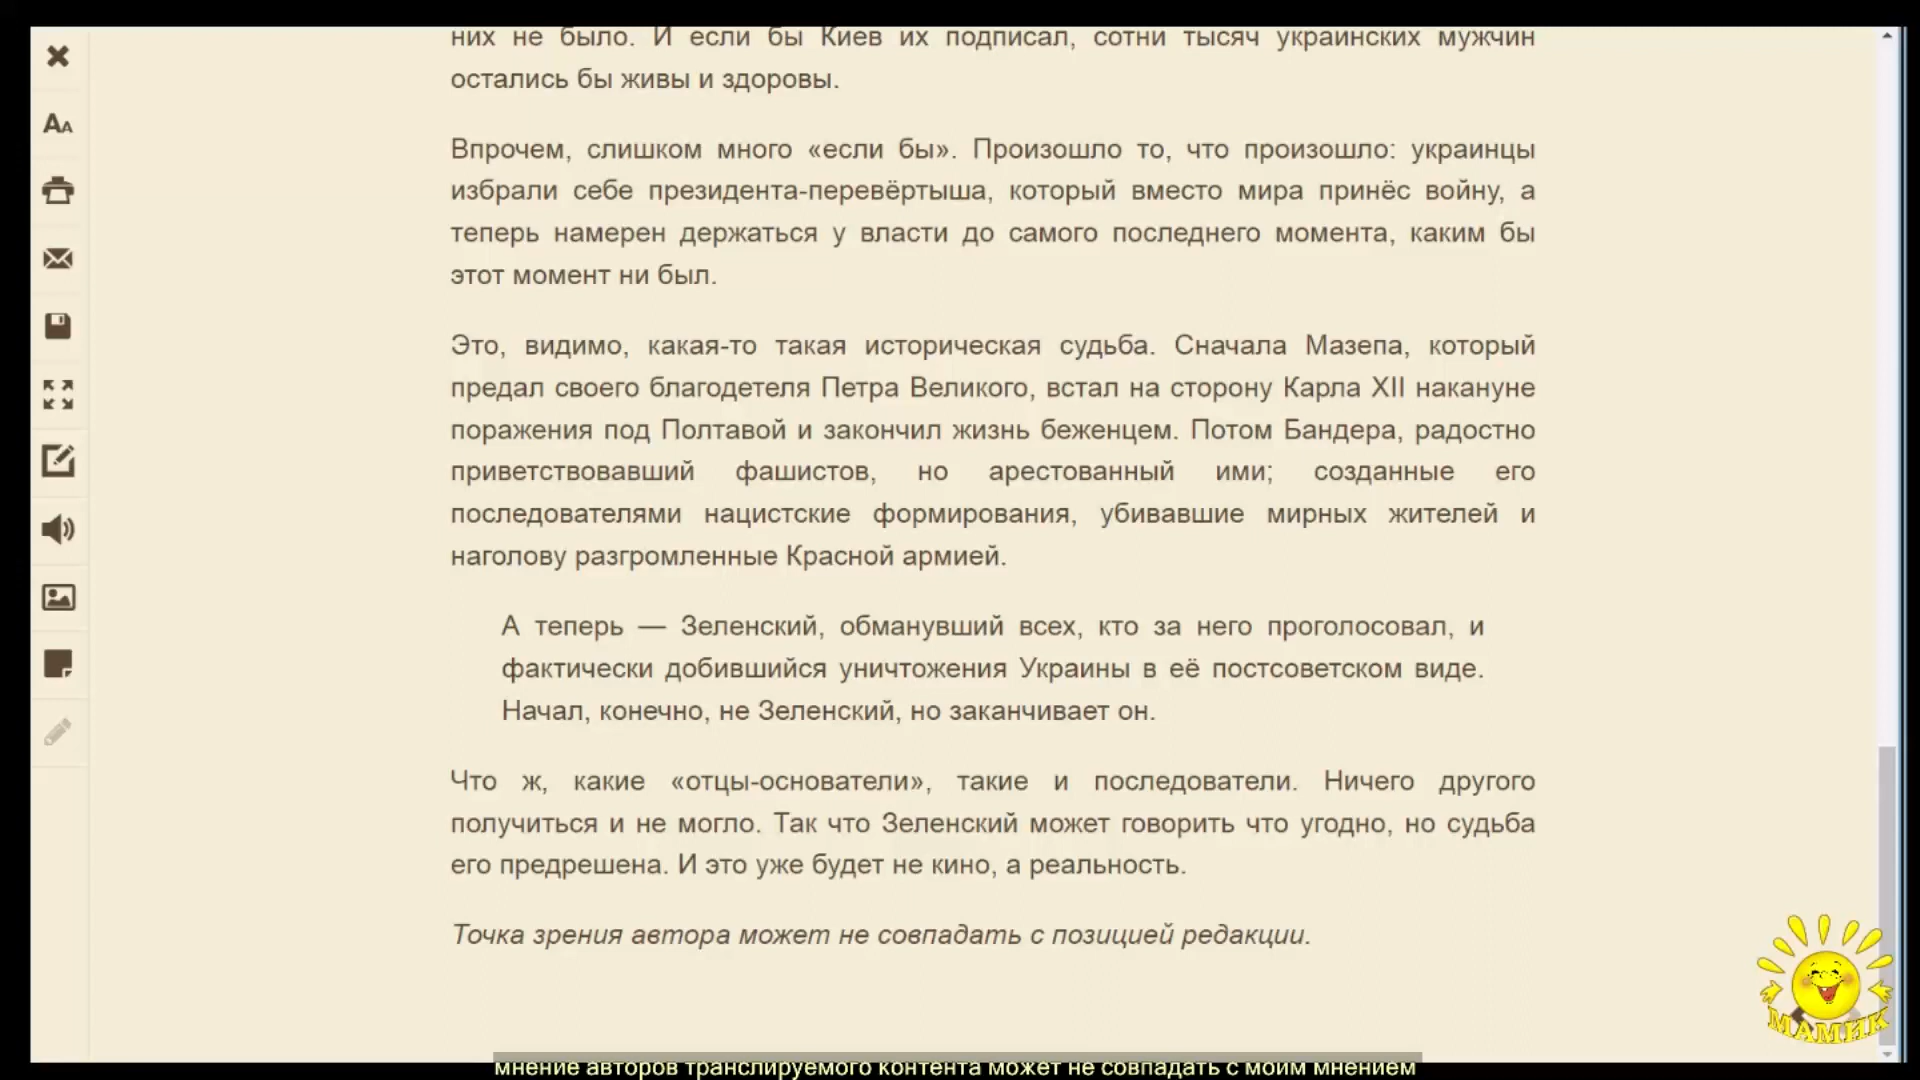 них не было. И если бы Киев их подписал, сотни тысяч украинских мужчин
остались бы живы и здоровы.
Впрочем, слишком много «если бы». Произошло то, что произошло: украинцы
избрали себе президента-перевёртыша, который вместо мира принёс войну, а
теперь намерен держаться у власти до самого последнего момента, каким бы
этот момент ни был.
Это, видимо, какая-то такая историческая судьба. Сначала Мазепа, который
предал своего благодетеля Петра Великого, встал на сторону Карла XII накануне
поражения под Полтавой и закончил жизнь беженцем. Потом Бандера, радостно
приветствовавший фашистов, но арестованный ими; созданные его
последователями нацистские формирования, убивавшие мирных жителей и
наголову разгромленные Красной армией.
А теперь — Зеленский, обманувший всех, кто за него проголосовал, и
фактически добившийся уничтожения Украины в её постсоветском виде.
Начал, конечно, не Зеленский, но заканчивает он.
Что ж, какие «отцы-основатели», такие и последователи. Ничего другого
получиться и не могло. Так что Зеленский может говорить что угодно, но судьба
его предрешена. И это уже будет не кино, а реальность.
Точка зрения автора может не совпадать с позицией редакции.
МАМИК
мнение авторов транслируемого контента может не совпадать с моим мнением